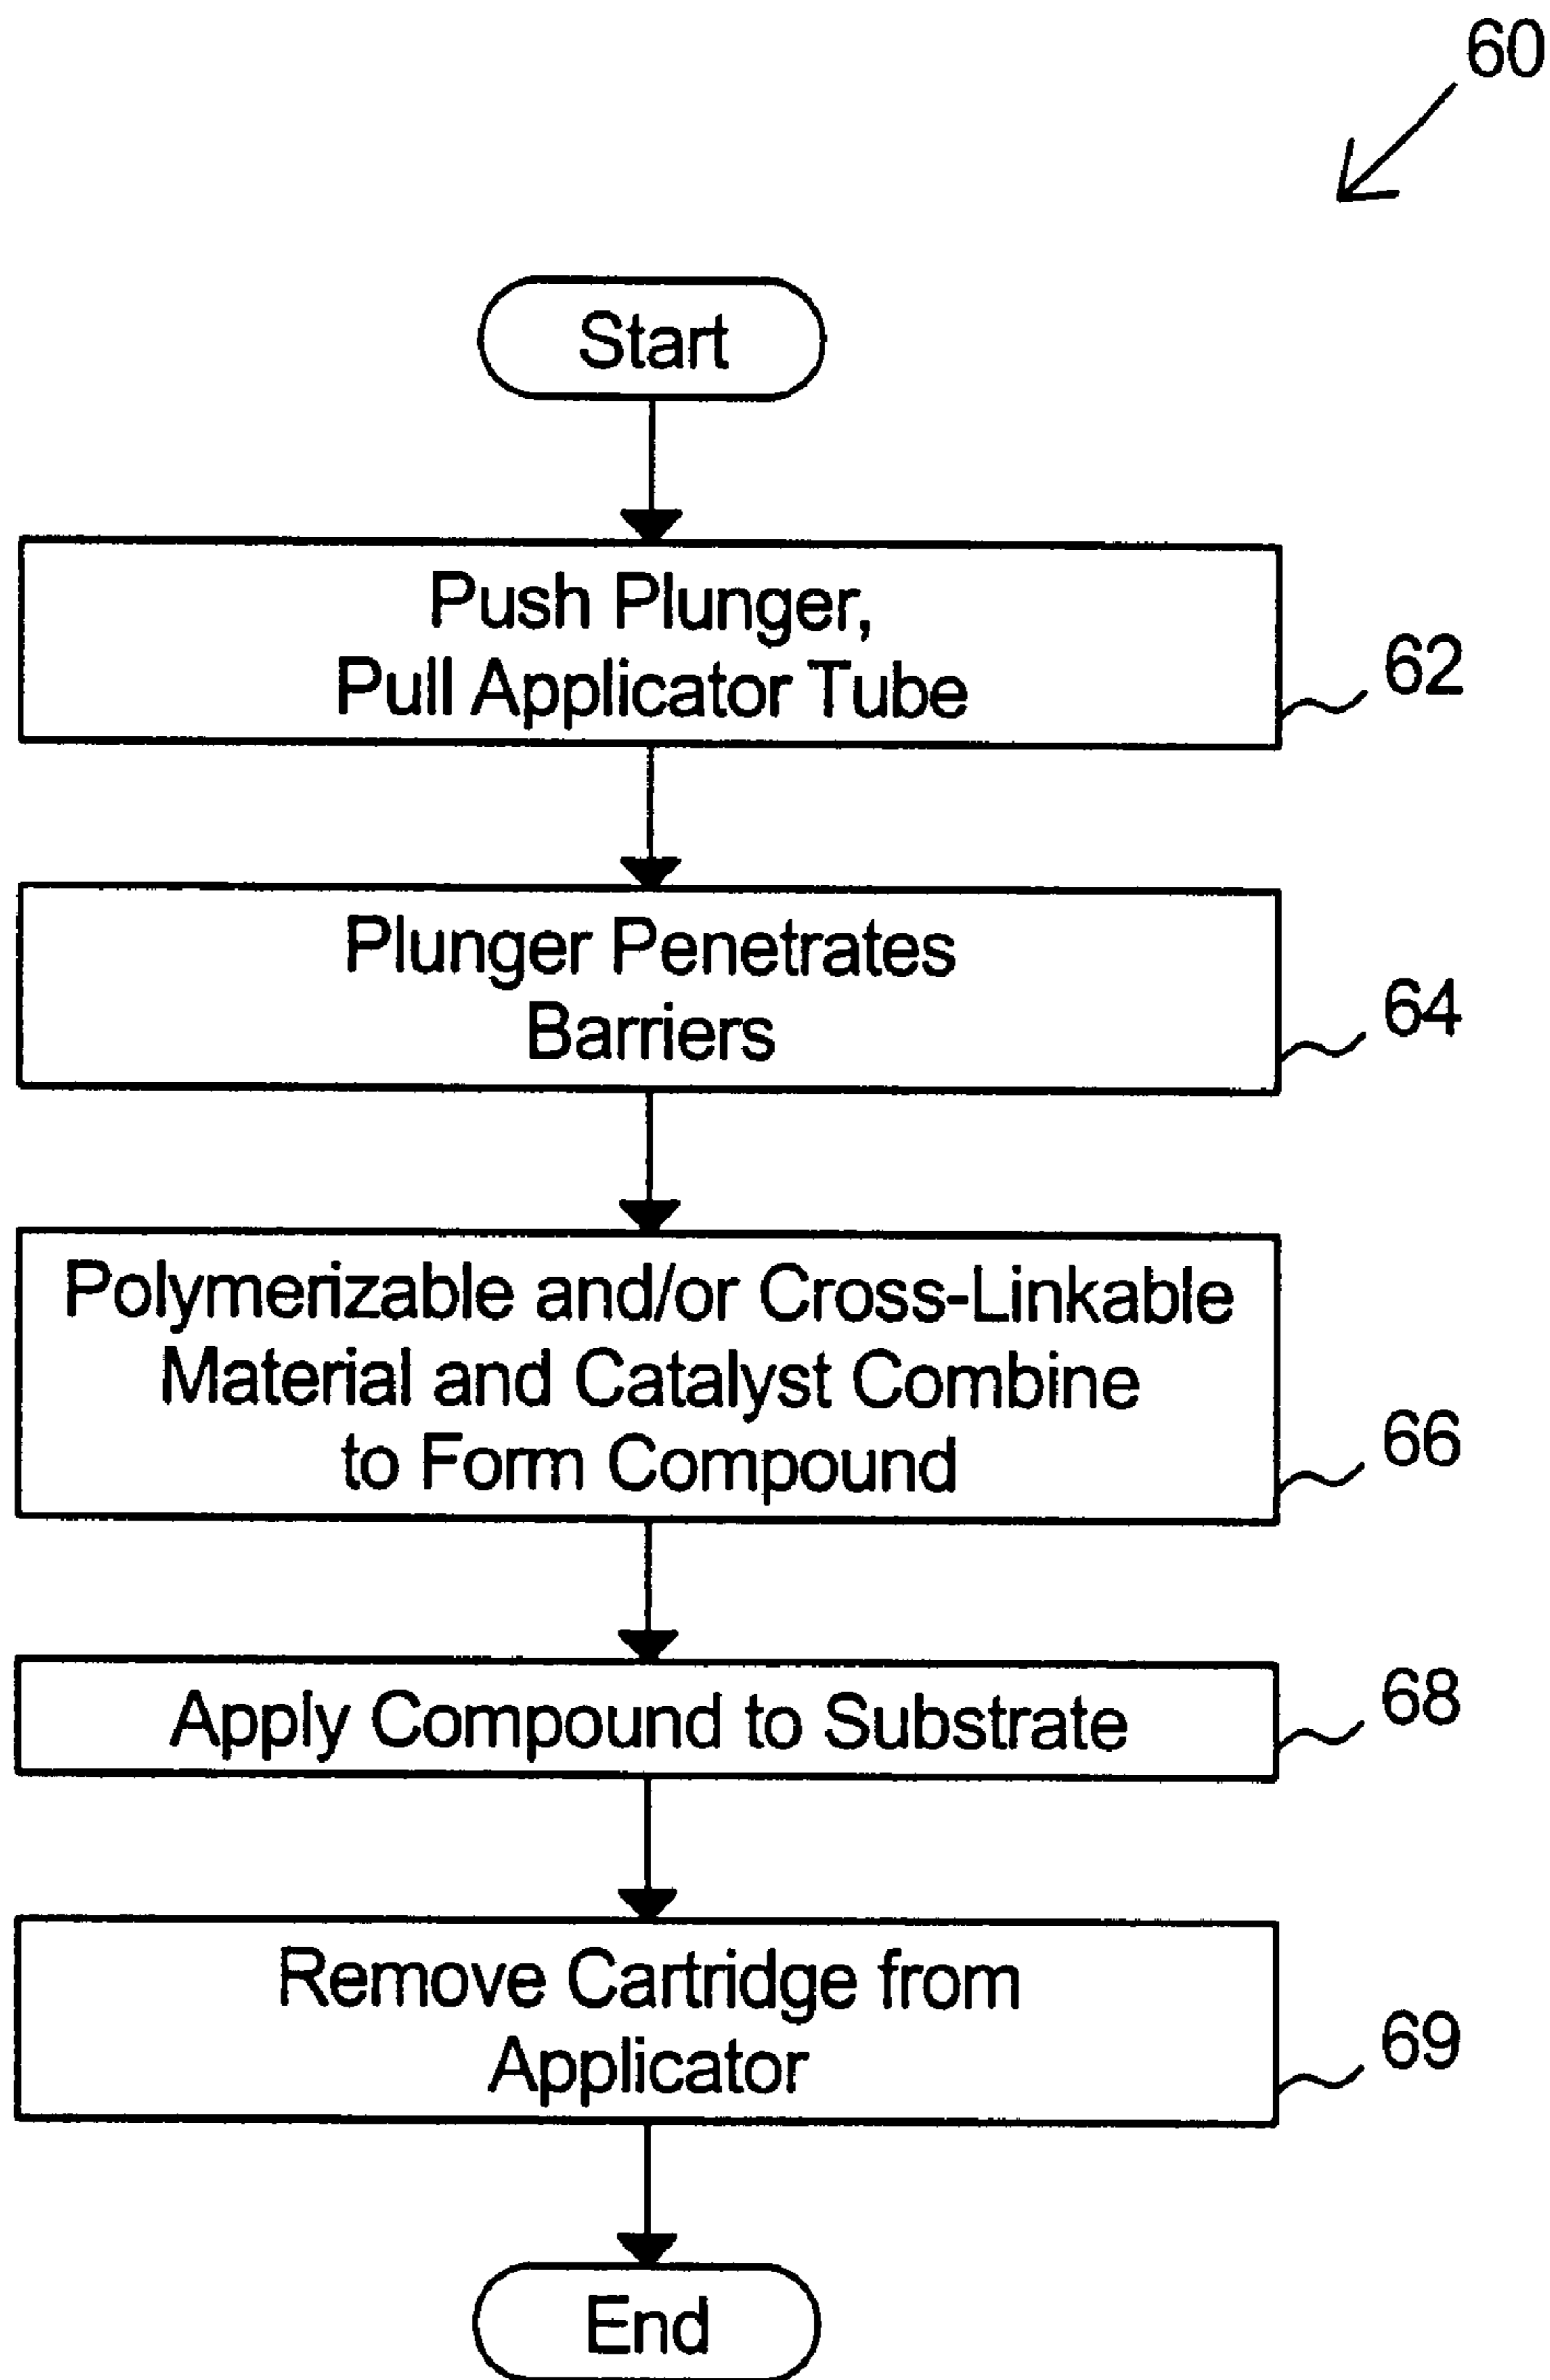 60
Start
Push Plunger,
Pull Applicator Tube
62
Plunger Penetrates
Barriers
64
Polymerizable and/or Cross-Linkable
Material and Catalyst Combine
to Form Compound
66
Apply Compound to Substrate
68
Remove Cartridge from
Applicator
69
End